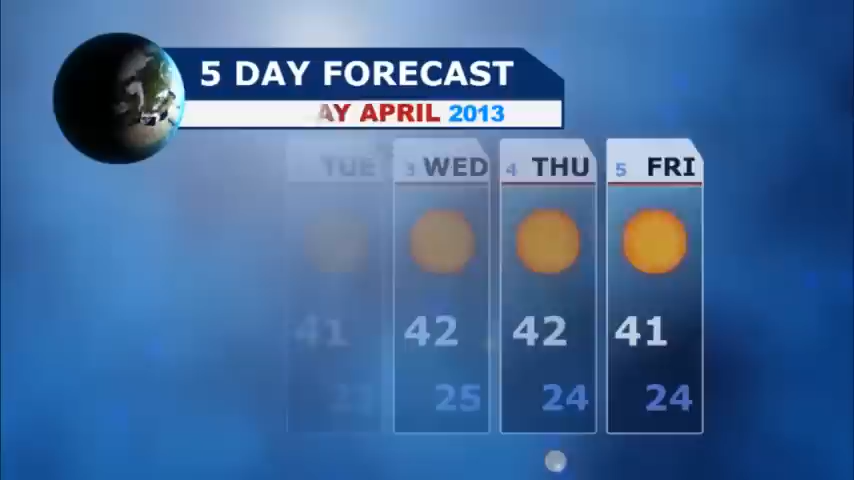 5 DAY FORECAST
AY APRIL 2013
TUE 3 WED 4 THU 5 FRI
41 42 42 41
23 25 24 24